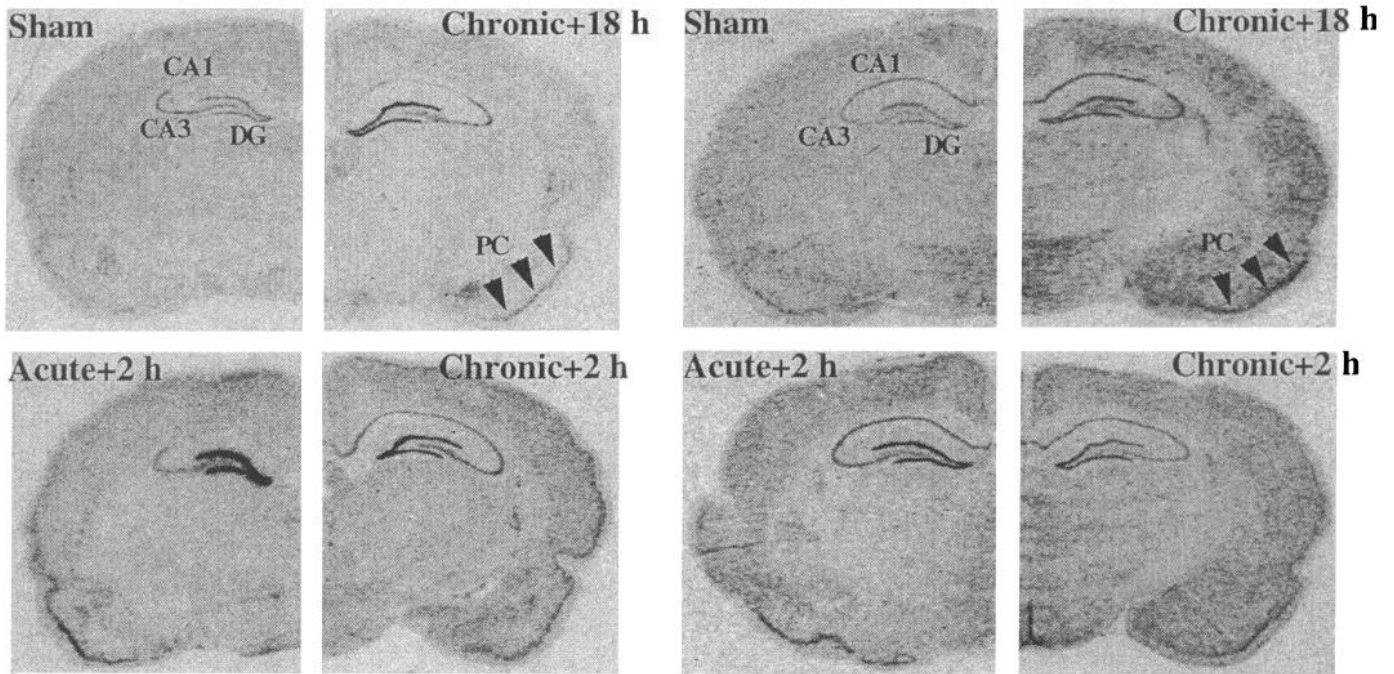 Sham
Chronic+18 h
Sham
Chronic+18 h
CA1
CA3
DG
CA1
CA3
DG
PC
PC
Acute+2 h
Chronic+2 h
Acute+2 h
Chronic+2 h